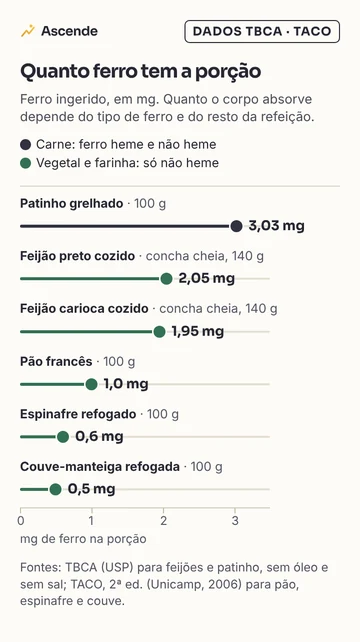 Ascende
DADOS TBCA · TACO
Quanto ferro tem a porção
Ferro ingerido, em mg. Quanto o corpo absorve
depende do tipo de ferro e do resto da refeição.
Carne: ferro heme e não heme
Vegetal e farinha: só não heme
Patinho grelhado · 100 g
3,03 mg
Feijão preto cozido · concha cheia, 140 g
2,05 mg
Feijão carioca cozido · concha cheia, 140 g
1,95 mg
Pão francês · 100 g
1,0 mg
Espinafre refogado · 100 g
0,6 mg
Couve-manteiga refogada · 100 g
0,5 mg
0 1 2 3
mg de ferro na porção
Fontes: TBCA (USP) para feijões e patinho, sem óleo e
sem sal; TACO, 2ª ed. (Unicamp, 2006) para pão,
espinafre e couve.